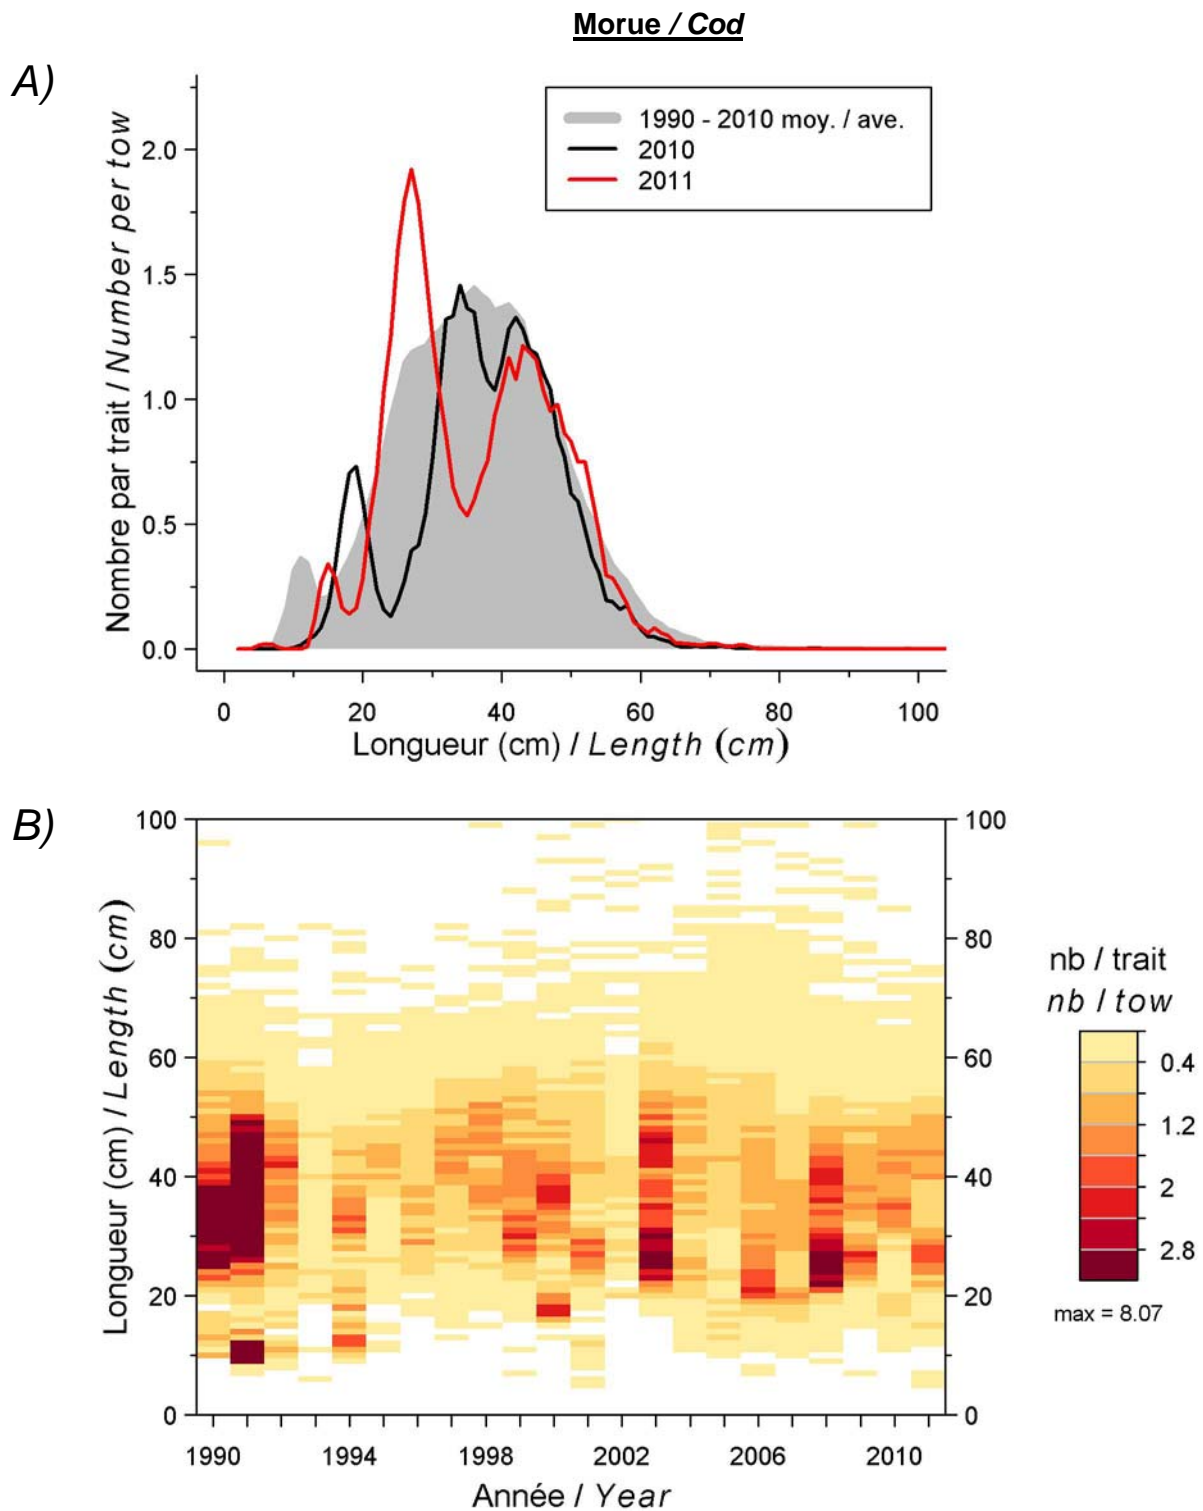 Morue / Cod
A)
Nombre par trait / Number per tow
2.0
1.5
1.0
0.5
0.0
1990 - 2010 moy. / ave.
2010
2011
0 20 40 60 80 100
Longueur (cm) / Length (cm)
B)
Longueur (cm) / Length (cm)
100 100
80 80
60 60
40 40
20 20
0 0
1990 1994 1998 2002 2006 2010
Année / Year
nb / trait
nb / tow
0.4
1.2
2
2.8
max = 8.07